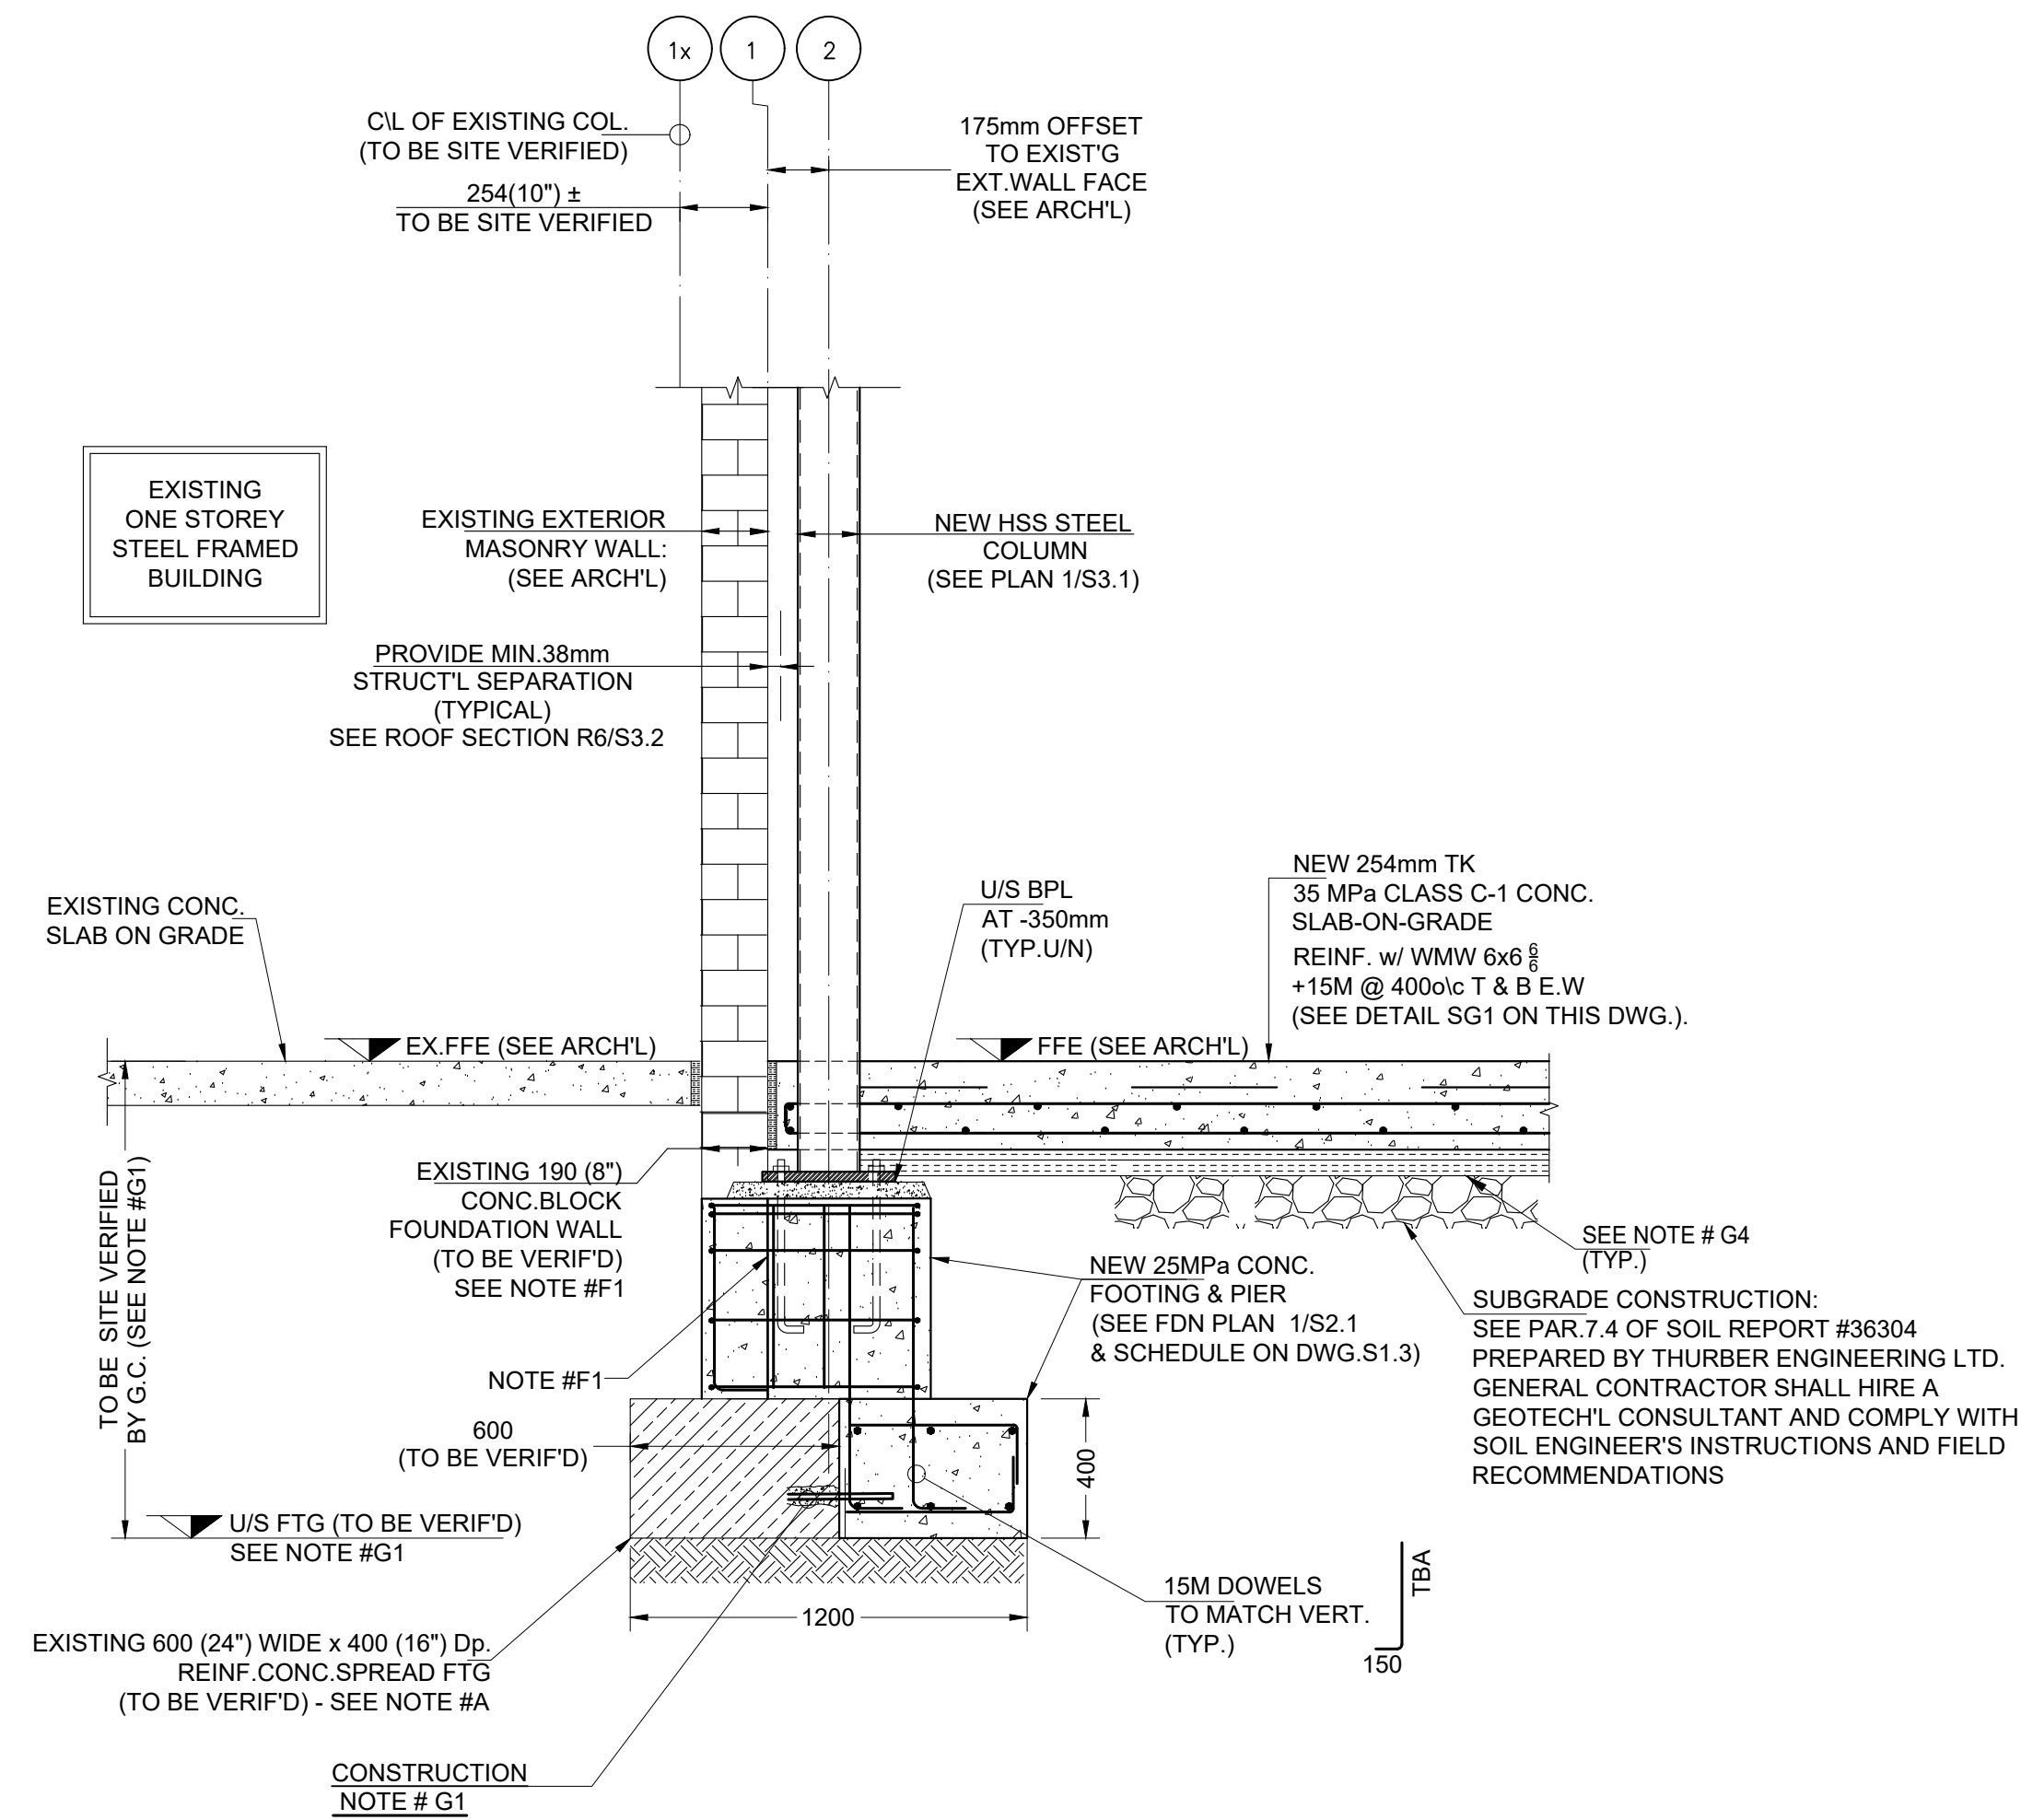 1x
1
2
C\L OF EXISTING COL.
(TO BE SITE VERIFIED)
254(10") ±
TO BE SITE VERIFIED
175mm OFFSET
TO EXIST'G
EXT.WALL FACE
(SEE ARCH'L)
EXISTING
ONE STOREY
STEEL FRAMED
BUILDING
EXISTING EXTERIOR
MASONRY WALL:
(SEE ARCH'L)
NEW HSS STEEL
COLUMN
(SEE PLAN 1/S3.1)
PROVIDE MIN.38mm
STRUCT'L SEPARATION
(TYPICAL)
SEE ROOF SECTION R6/S3.2
EXISTING CONC.
SLAB ON GRADE
U/S BPL
AT -350mm
(TYP.U/N)
NEW 254mm TK
35 MPa CLASS C-1 CONC.
SLAB-ON-GRADE
REINF. w/ WMW 6x6 6/6
+15M @ 400o\c T & B E.W
(SEE DETAIL SG1 ON THIS DWG.).
EX.FFE (SEE ARCH'L)
FFE (SEE ARCH'L)
TO BE SITE VERIFIED
BY G.C. (SEE NOTE #G1)
EXISTING 190 (8")
CONC.BLOCK
FOUNDATION WALL
(TO BE VERIF'D)
SEE NOTE #F1
NOTE #F1
SEE NOTE # G4
(TYP.)
NEW 25MPa CONC.
FOOTING & PIER
(SEE FDN PLAN 1/S2.1
& SCHEDULE ON DWG.S1.3)
SUBGRADE CONSTRUCTION:
SEE PAR.7.4 OF SOIL REPORT #36304
PREPARED BY THURBER ENGINEERING LTD.
GENERAL CONTRACTOR SHALL HIRE A
GEOTECH'L CONSULTANT AND COMPLY WITH
SOIL ENGINEER'S INSTRUCTIONS AND FIELD
RECOMMENDATIONS
600
(TO BE VERIF'D)
400
U/S FTG (TO BE VERIF'D)
SEE NOTE #G1
1200
15M DOWELS
TO MATCH VERT.
(TYP.)
TBA
150
EXISTING 600 (24") WIDE x 400 (16") Dp.
REINF.CONC.SPREAD FTG
(TO BE VERIF'D) - SEE NOTE #A
CONSTRUCTION
NOTE # G1